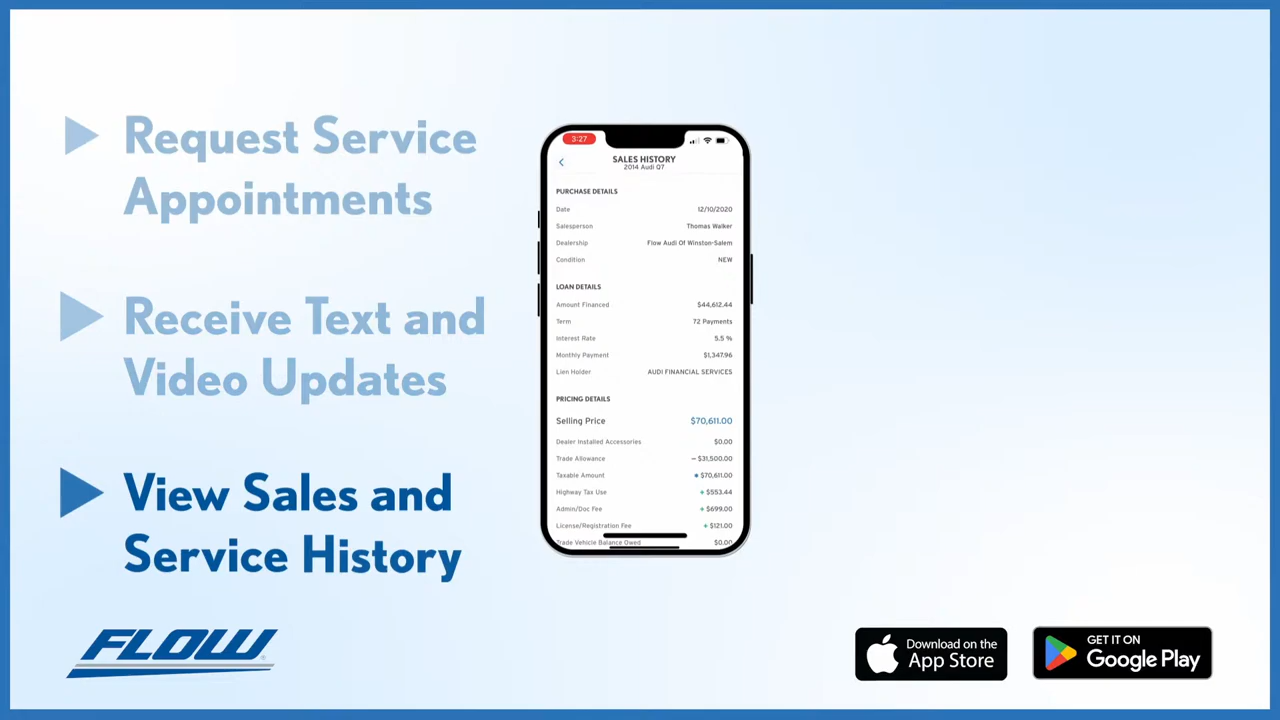 Request Service
Appointments
Receive Text and
Video Updates
View Sales and
Service History
FLOW
3:27
SALES HISTORY
2014 Audi Q7
PURCHASE DETAILS
Date 12/10/2020
Salesperson Thomas Walker
Dealership Flow Audi Of Winston-Salem
Condition NEW
LOAN DETAILS
Amount Financed $44,612.44
Term 72 Payments
Interest Rate 5.5 %
Monthly Payment $1,347.96
Lien Holder AUDI FINANCIAL SERVICES
PRICING DETAILS
Selling Price $70,611.00
Dealer Installed Accessories $0.00
Trade Allowance − $31,500.00
Taxable Amount $70,611.00
Highway Tax Use + $553.44
Admin/Doc Fee + $699.00
License/Registration Fee + $121.00
Trade Vehicle Balance Owed $0.00
Download on the
App Store
GET IT ON
Google Play